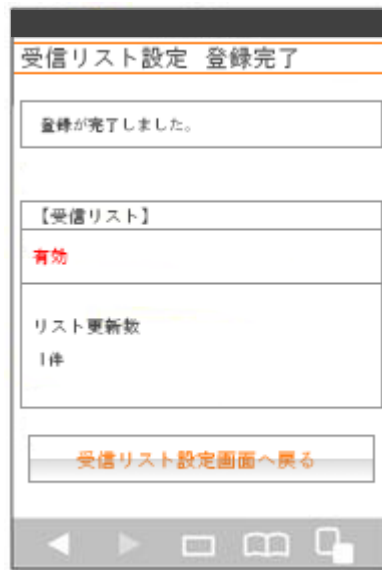 受信リスト設定 登録完了
登録が完了しました。
【受信リスト】
有効
リスト更新数
1件
受信リスト設定画面へ戻る